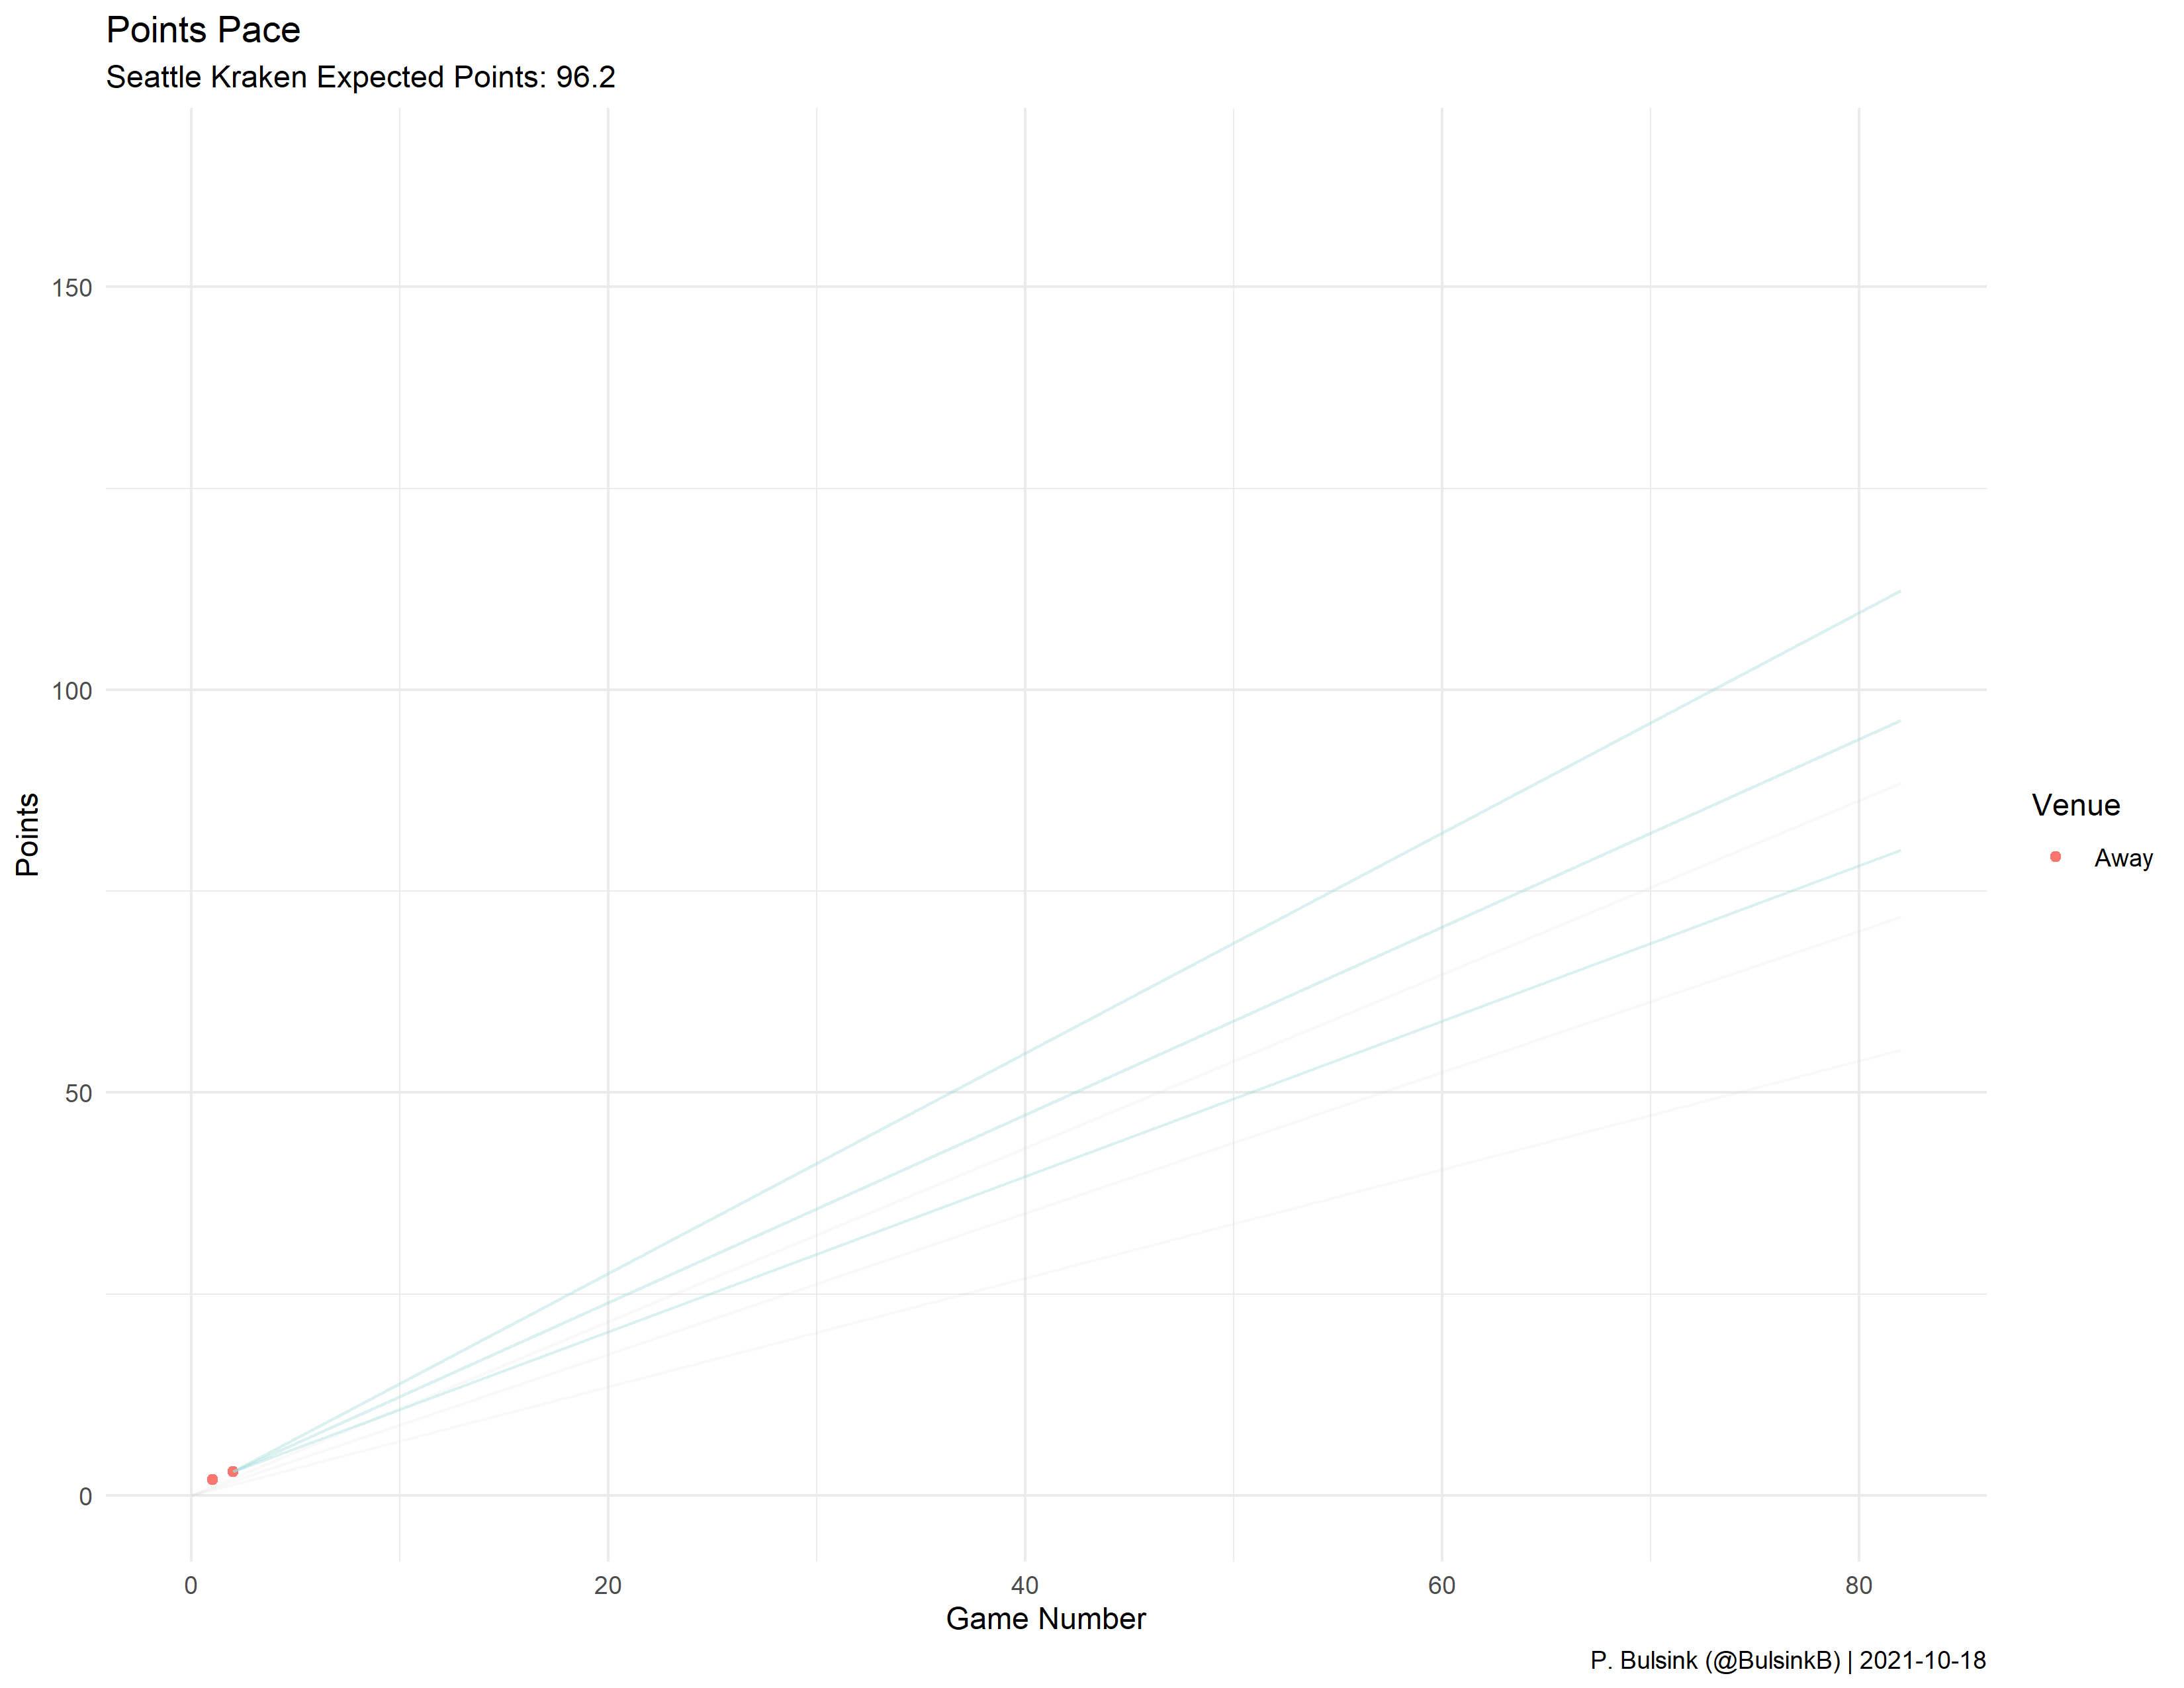 Points Pace
Seattle Kraken Expected Points: 96.2
150
100
50
0
Points
0 20 40 60 80
Game Number
Venue
Away
P. Bulsink (@BulsinkB) | 2021-10-18